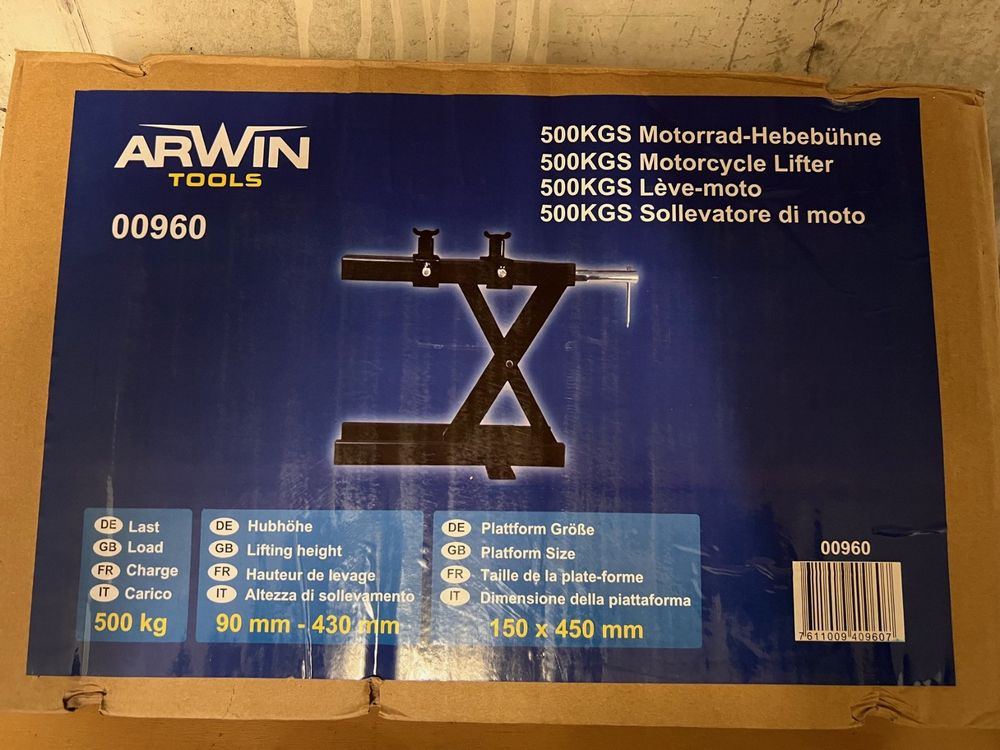 ARWIN
TOOLS
00960
500KGS Motorrad-Hebebühne
500KGS Motorcycle Lifter
500KGS Lève-moto
500KGS Sollevatore di moto
DE Last
GB Load
FR Charge
IT Carico
500 kg
DE Hubhöhe
GB Lifting height
FR Hauteur de levage
IT Altezza di sollevamento
90 mm - 430 mm
DE Plattform Größe
GB Platform Size
FR Taille de la plate-forme
IT Dimensione della piattaforma
150 x 450 mm
00960
7611009 409607